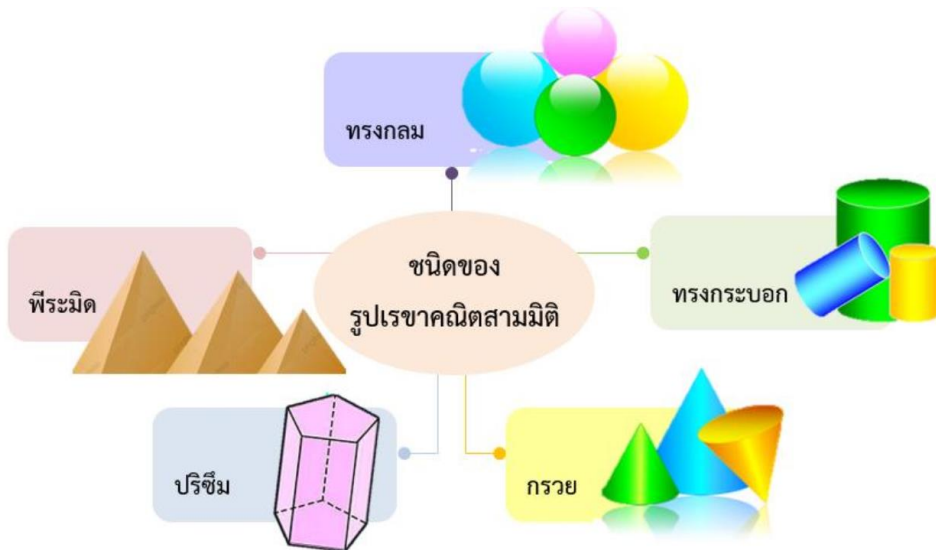 ทรงกลม
ชนิดของ
รูปเรขาคณิตสามมิติ
พีระมิด
ทรงกระบอก
ปริซึม
กรวย